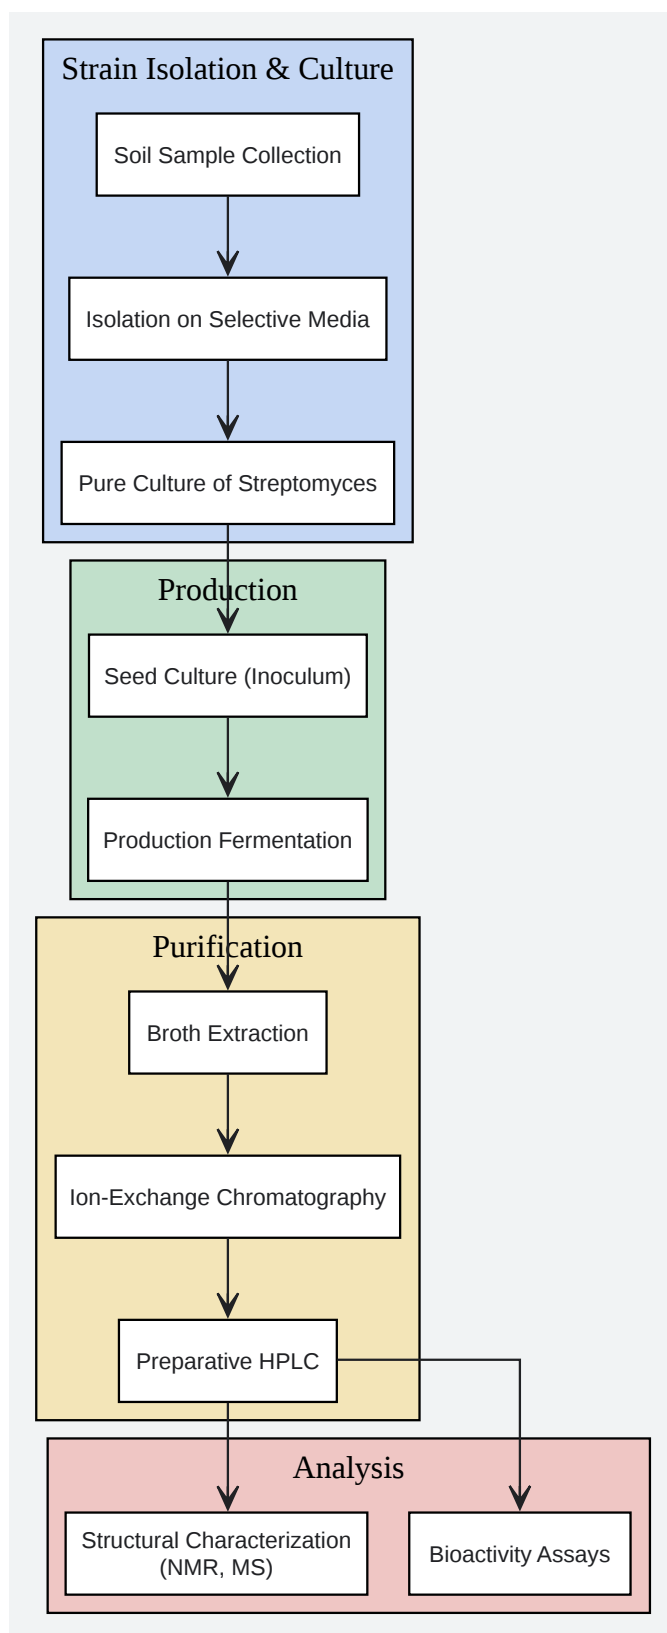 Strain Isolation & Culture
Soil Sample Collection
Isolation on Selective Media
Pure Culture of Streptomyces
Production
Seed Culture (Inoculum)
Production Fermentation
Purification
Broth Extraction
Ion-Exchange Chromatography
Preparative HPLC
Analysis
Structural Characterization
(NMR, MS)
Bioactivity Assays